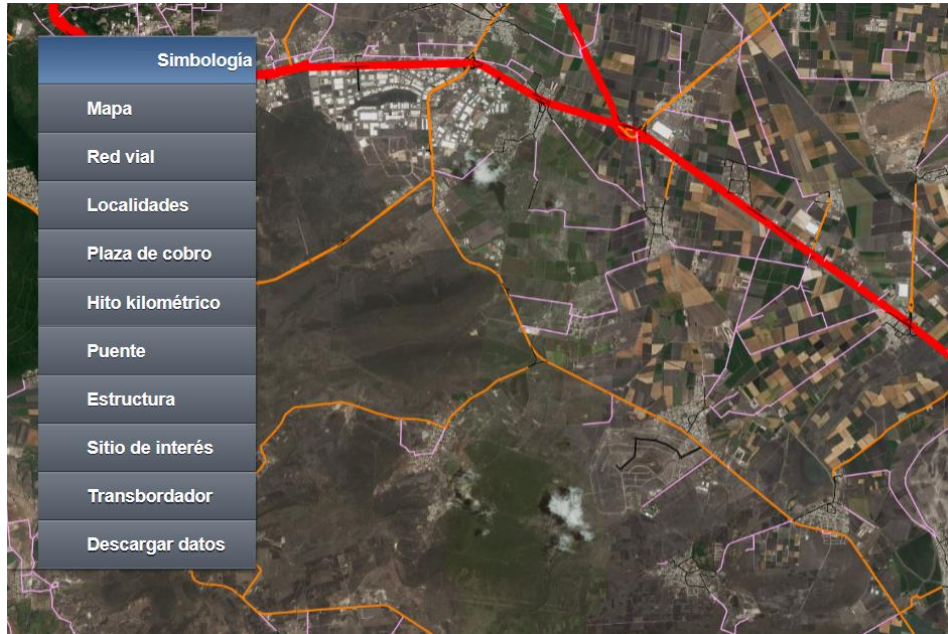 Simbología
Mapa
Red vial
Localidades
Plaza de cobro
Hito kilométrico
Puente
Estructura
Sitio de interés
Transbordador
Descargar datos